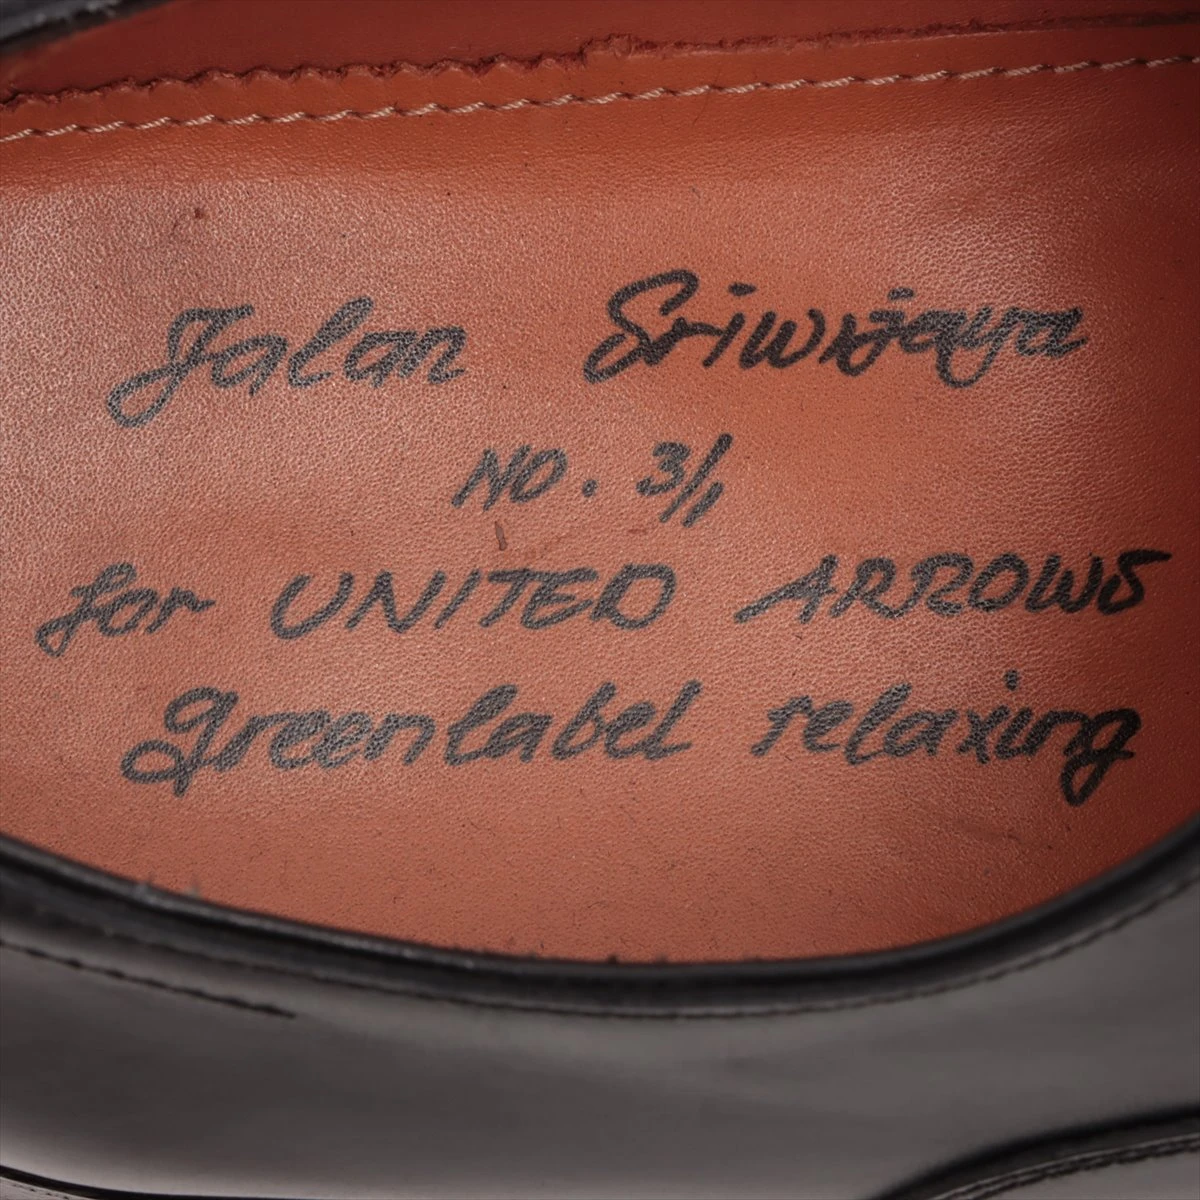 Jalan Sriwijaya
NO. 3/1
for UNITED ARROWS
greenlabel relaxing